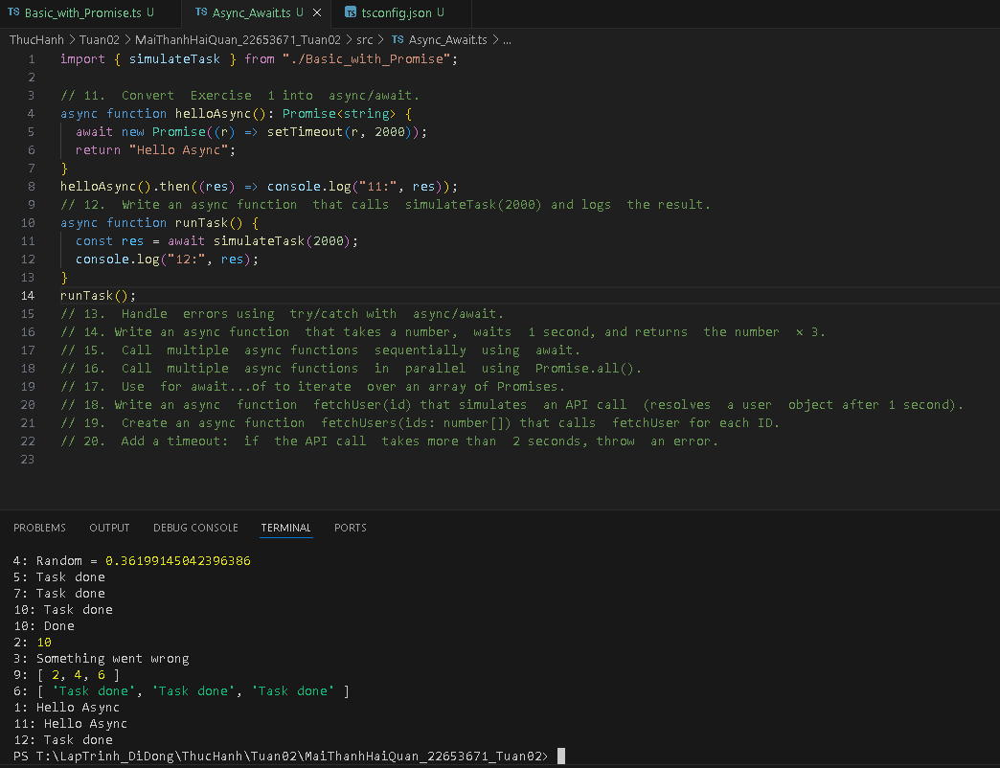 TS Basic_with_Promise.ts U
TS Async_Await.ts U ×
TS tsconfig.json U
ThucHanh > Tuan02 > MaiThanhHaiQuan_22653671_Tuan02 > src > TS Async_Await.ts > ...
1 import { simulateTask } from "./Basic_with_Promise";
2
3 // 11. Convert Exercise 1 into async/await.
4 async function helloAsync(): Promise<string> {
5 await new Promise((r) => setTimeout(r, 2000));
6 return "Hello Async";
7 }
8 helloAsync().then((res) => console.log("11:", res));
9 // 12. Write an async function that calls simulateTask(2000) and logs the result.
10 async function runTask() {
11 const res = await simulateTask(2000);
12 console.log("12:", res);
13 }
14 runTask();
15 // 13. Handle errors using try/catch with async/await.
16 // 14. Write an async function that takes a number, waits 1 second, and returns the number × 3.
17 // 15. Call multiple async functions sequentially using await.
18 // 16. Call multiple async functions in parallel using Promise.all().
19 // 17. Use for await...of to iterate over an array of Promises.
20 // 18. Write an async function fetchUser(id) that simulates an API call (resolves a user object after 1 second).
21 // 19. Create an async function fetchUsers(ids: number[]) that calls fetchUser for each ID.
22 // 20. Add a timeout: if the API call takes more than 2 seconds, throw an error.
23
PROBLEMS OUTPUT DEBUG CONSOLE TERMINAL PORTS
4: Random = 0.36199145042396386
5: Task done
7: Task done
10: Task done
10: Done
2: 10
3: Something went wrong
9: [ 2, 4, 6 ]
6: [ 'Task done', 'Task done', 'Task done' ]
1: Hello Async
11: Hello Async
12: Task done
PS T:\LapTrinh_DiDong\ThucHanh\Tuan02\MaiThanhHaiQuan_22653671_Tuan02>